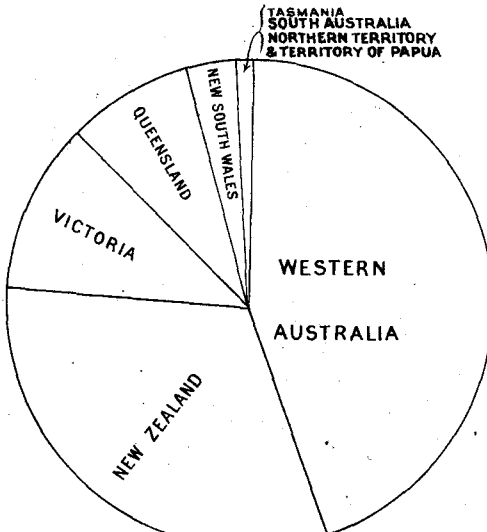 TASMANIA
SOUTH AUSTRALIA
NORTHERN TERRITORY
& TERRITORY OF PAPUA
NEW SOUTH WALES
QUEENSLAND
VICTORIA
WESTERN
AUSTRALIA
NEW ZEALAND